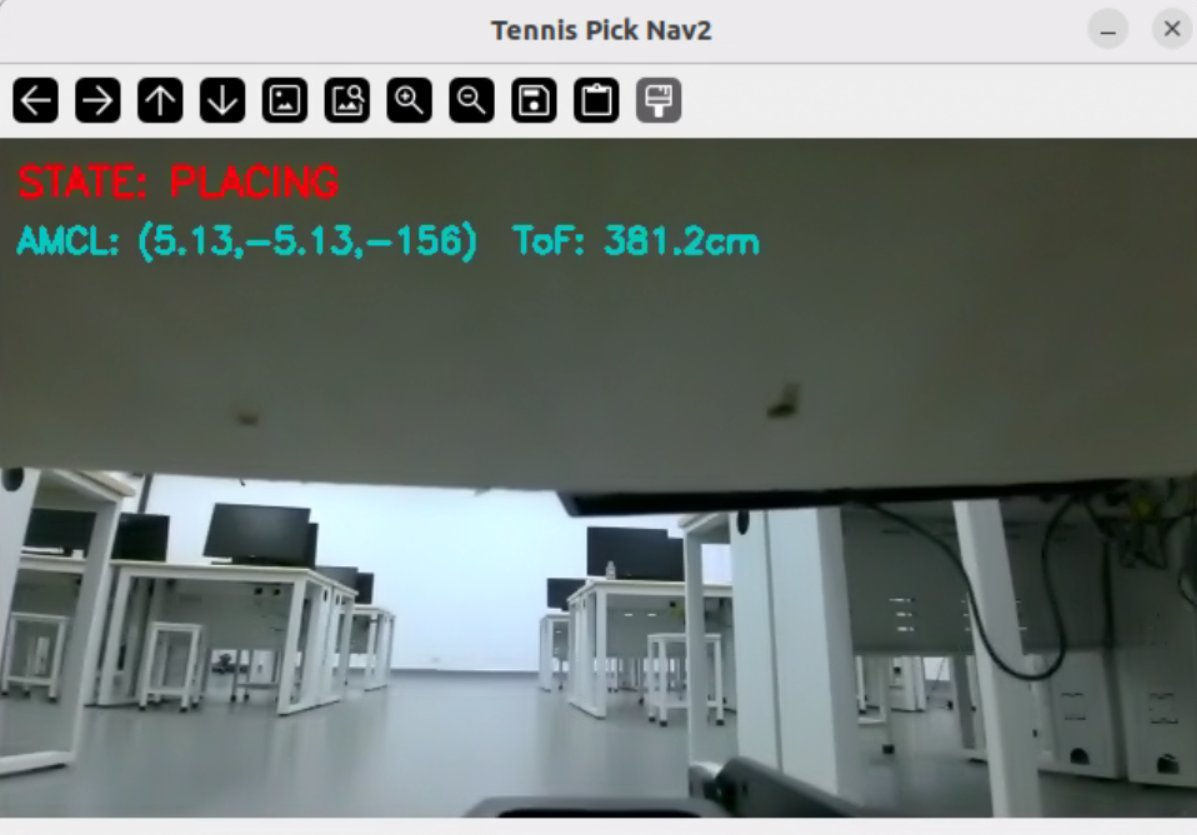 Tennis Pick Nav2
STATE: PLACING
AMCL: (5.13,-5.13,-156) ToF: 381.2cm